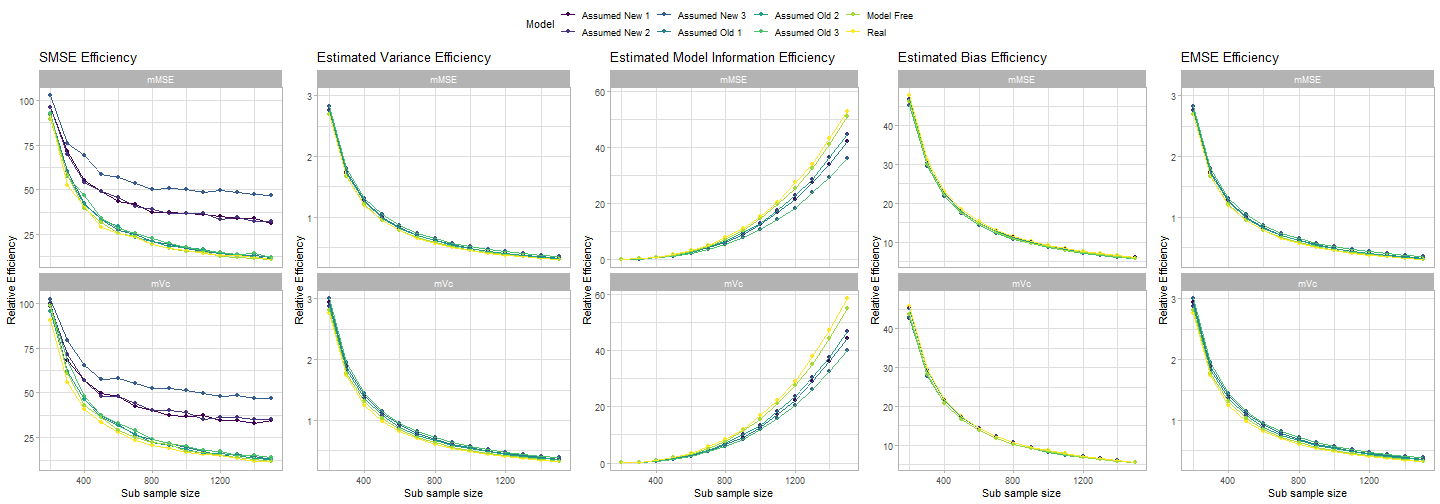 Model
Assumed New 1
Assumed New 3
Assumed Old 2
Model Free
Assumed New 2
Assumed Old 1
Assumed Old 3
Real
SMSE Efficiency
mMSE
100
75
50
25
mVc
100
75
50
25
400
800
1200
Sub sample size
Relative Efficiency
Estimated Variance Efficiency
mMSE
3
2
1
mVc
3
2
1
400
800
1200
Sub sample size
Relative Efficiency
Estimated Model Information Efficiency
mMSE
60
40
20
0
mVc
60
40
20
0
400
800
1200
Sub sample size
Relative Efficiency
Estimated Bias Efficiency
mMSE
40
30
20
10
mVc
40
30
20
10
400
800
1200
Sub sample size
Relative Efficiency
EMSE Efficiency
mMSE
3
2
1
mVc
3
2
1
400
800
1200
Sub sample size
Relative Efficiency